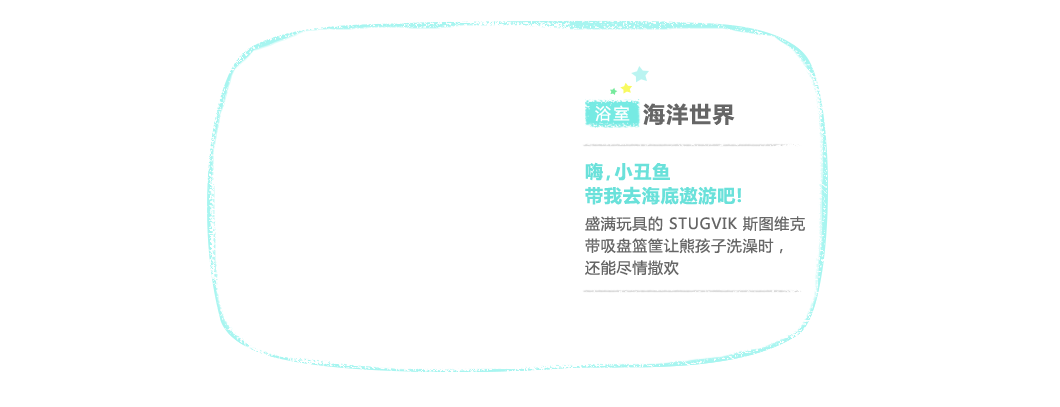 浴室 海洋世界
嗨,小丑鱼
带我去海底遨游吧!
盛满玩具的 STUGVIK 斯图维克
带吸盘篮筐让熊孩子洗澡时，
还能尽情撒欢